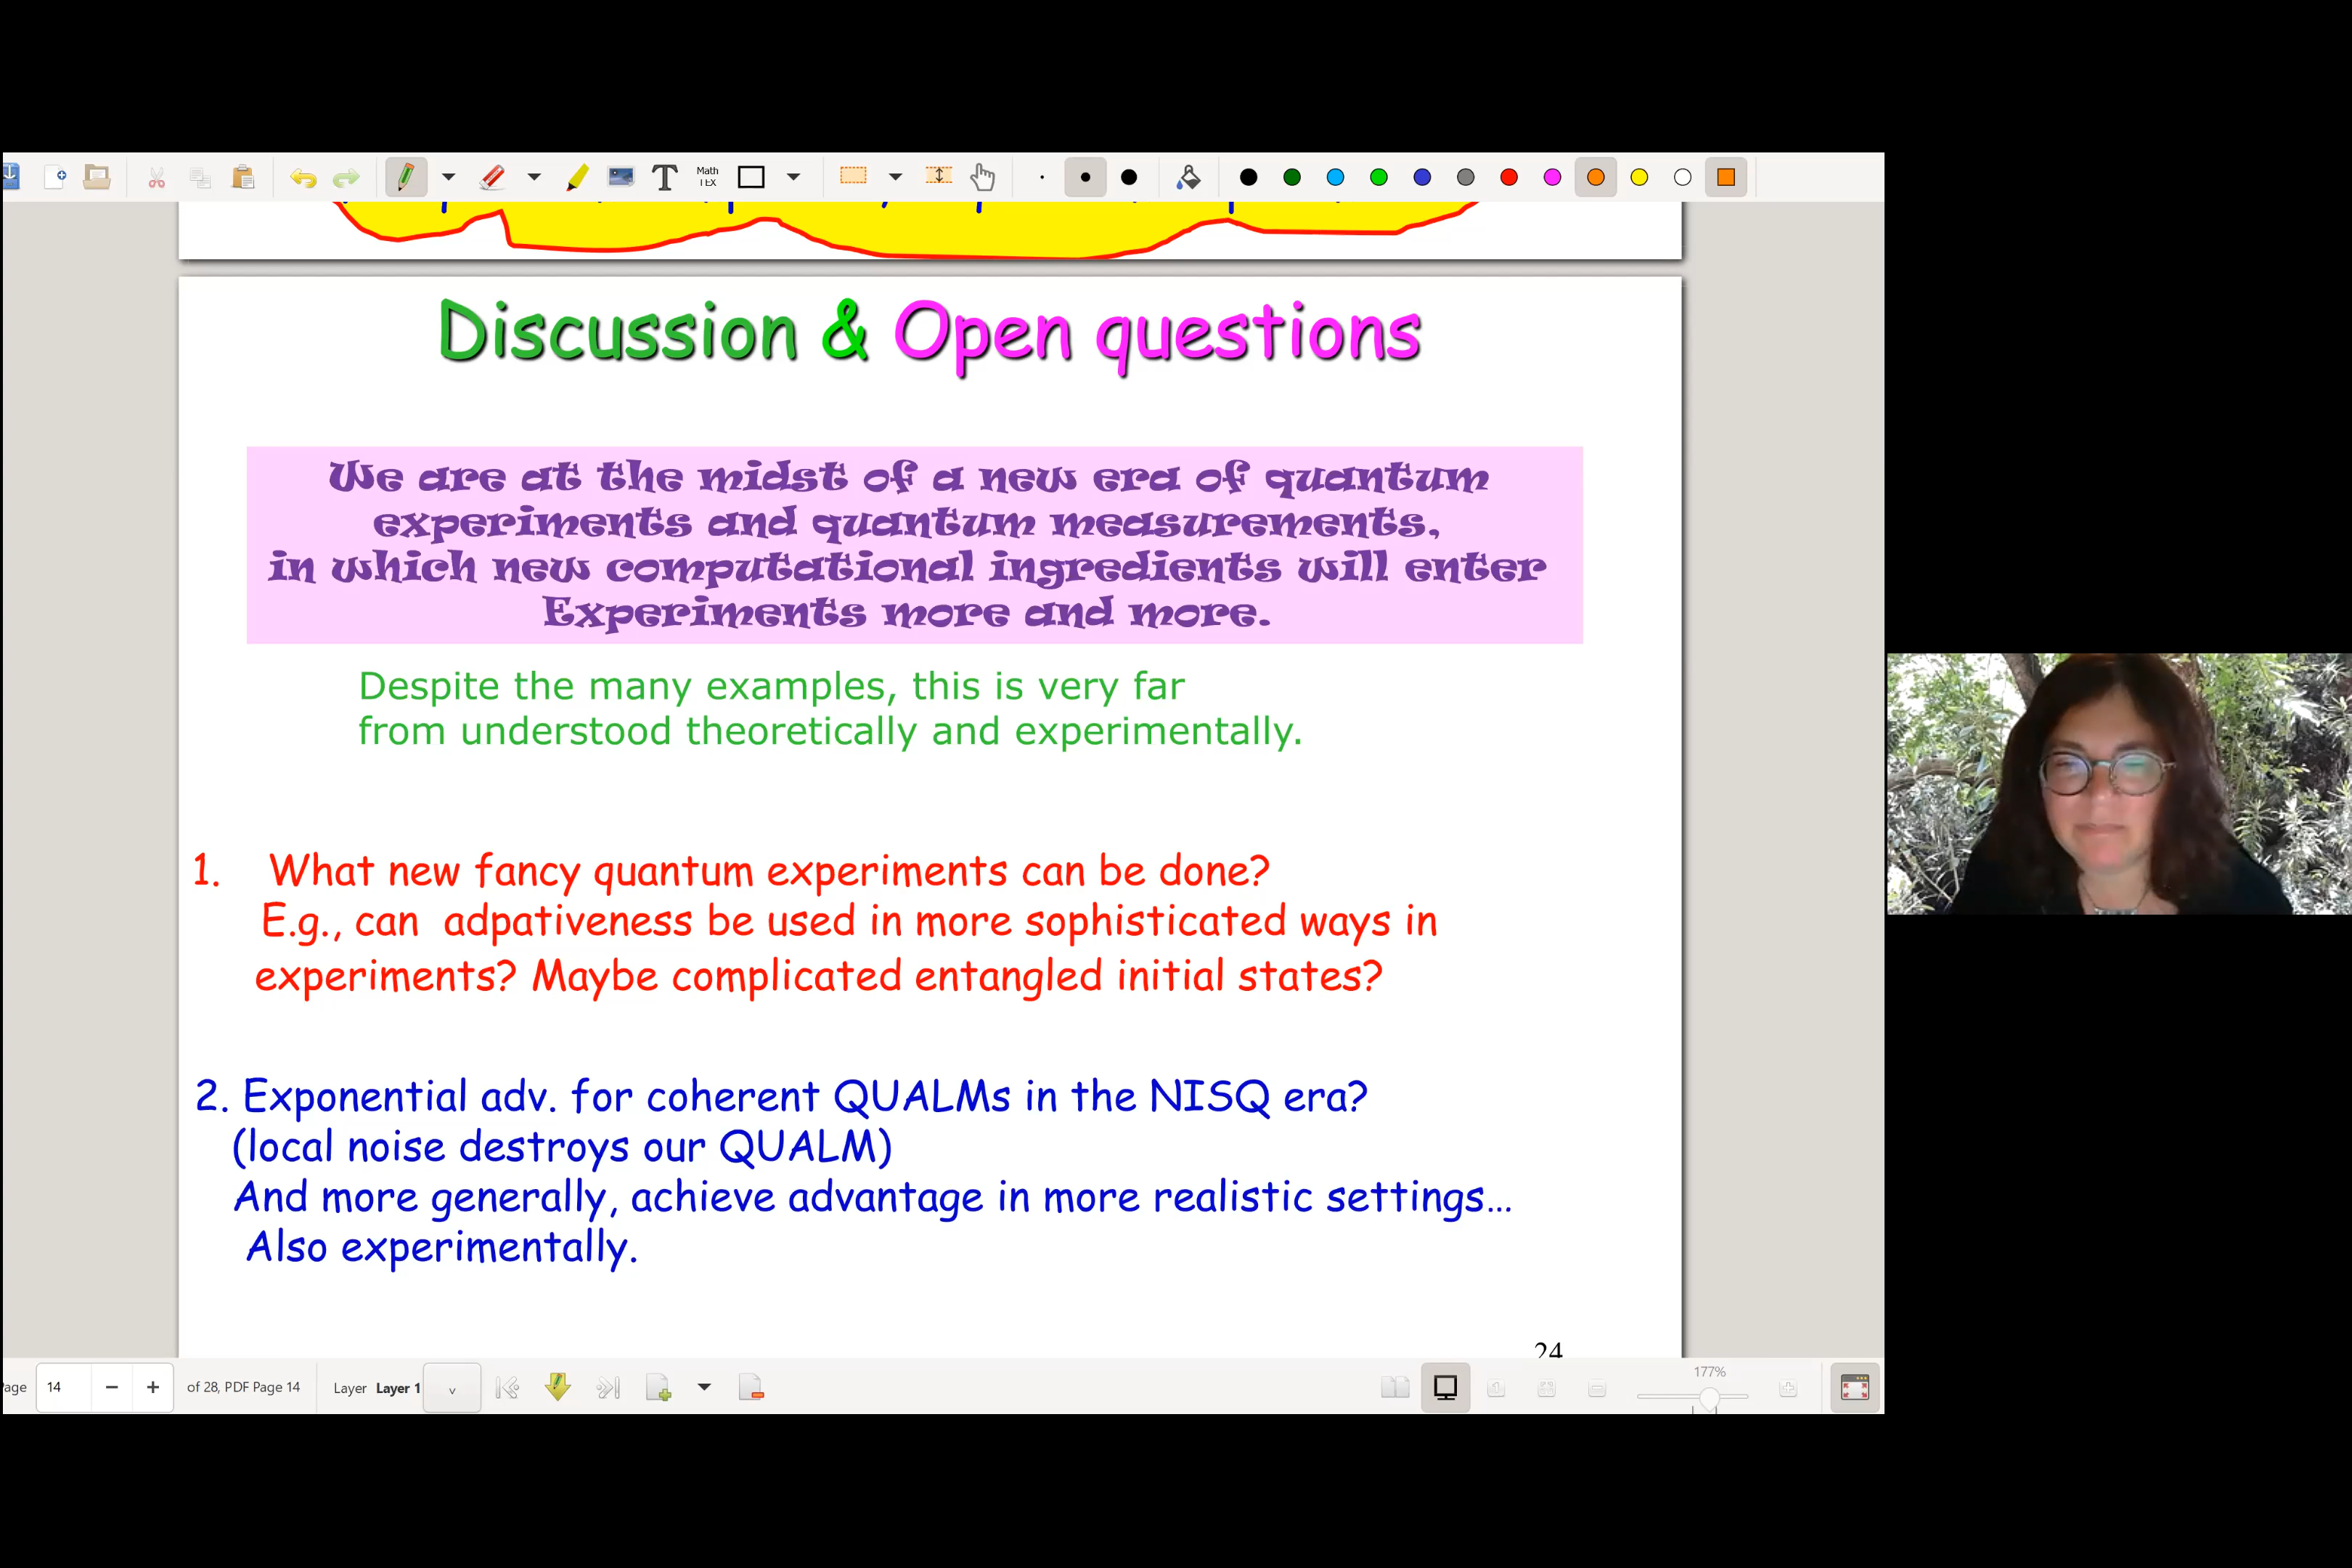 Math
TEX
Discussion & Open questions
We are at the midst of a new era of quantum
experiments and quantum measurements,
in which new computational ingredients will enter
Experiments more and more.
Despite the many examples, this is very far
from understood theoretically and experimentally.
1. What new fancy quantum experiments can be done?
E.g., can adpativeness be used in more sophisticated ways in
experiments? Maybe complicated entangled initial states?
2. Exponential adv. for coherent QUALMs in the NISQ era?
(local noise destroys our QUALM)
And more generally, achieve advantage in more realistic settings...
Also experimentally.
24
age 14 − + of 28, PDF Page 14 Layer Layer 1 177%